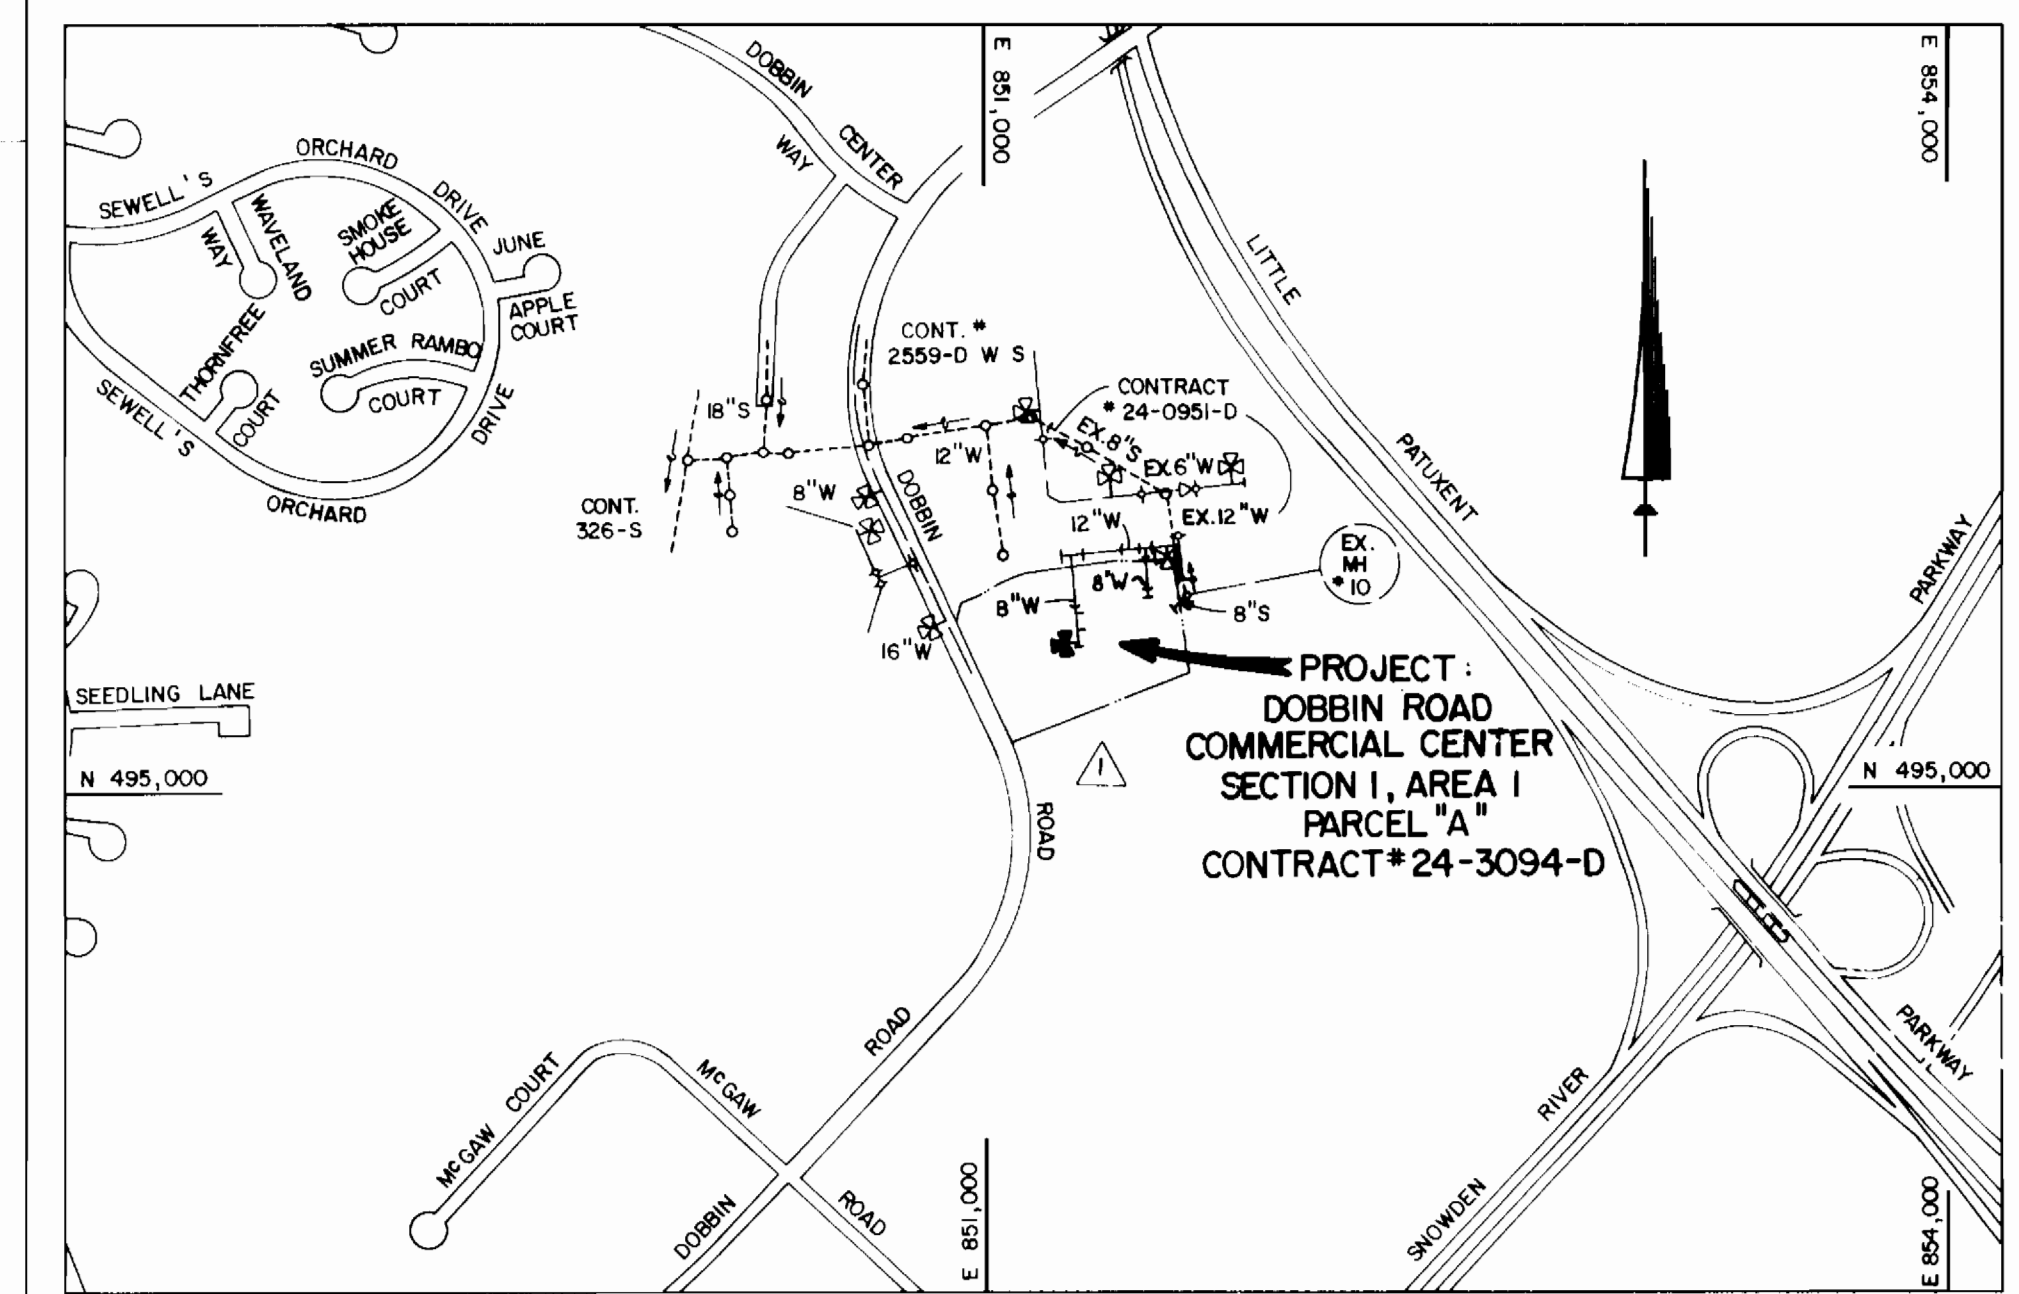 DOBBIN
CENTER
WAY
E 851,000
E 854,000
ORCHARD
SEWELL'S
DRIVE
WAVELAND
WAY
SMOKE
HOUSE
COURT
JUNE
APPLE
COURT
THORNFREE
COURT
SUMMER RAMBO
COURT
SEWELL'S
ORCHARD
DRIVE
LITTLE
PATUXENT
PARKWAY
CONT. #
2559-D W S
CONTRACT
# 24-0951-D
18"S
12"W
EX.8"S
EX.6"W
8"W
DOBBIN
CONT.
326-S
12"W
EX.12"W
EX.
MH
#10
8"W
8"W
8"S
16"W
PROJECT:
DOBBIN ROAD
COMMERCIAL CENTER
SECTION 1, AREA 1
PARCEL "A"
CONTRACT # 24-3094-D
1
SEEDLING LANE
N 495,000
N 495,000
ROAD
ROAD
McGAW COURT
McGAW
ROAD
DOBBIN
E 851,000
SNOWDEN
RIVER
PARKWAY
E 854,000